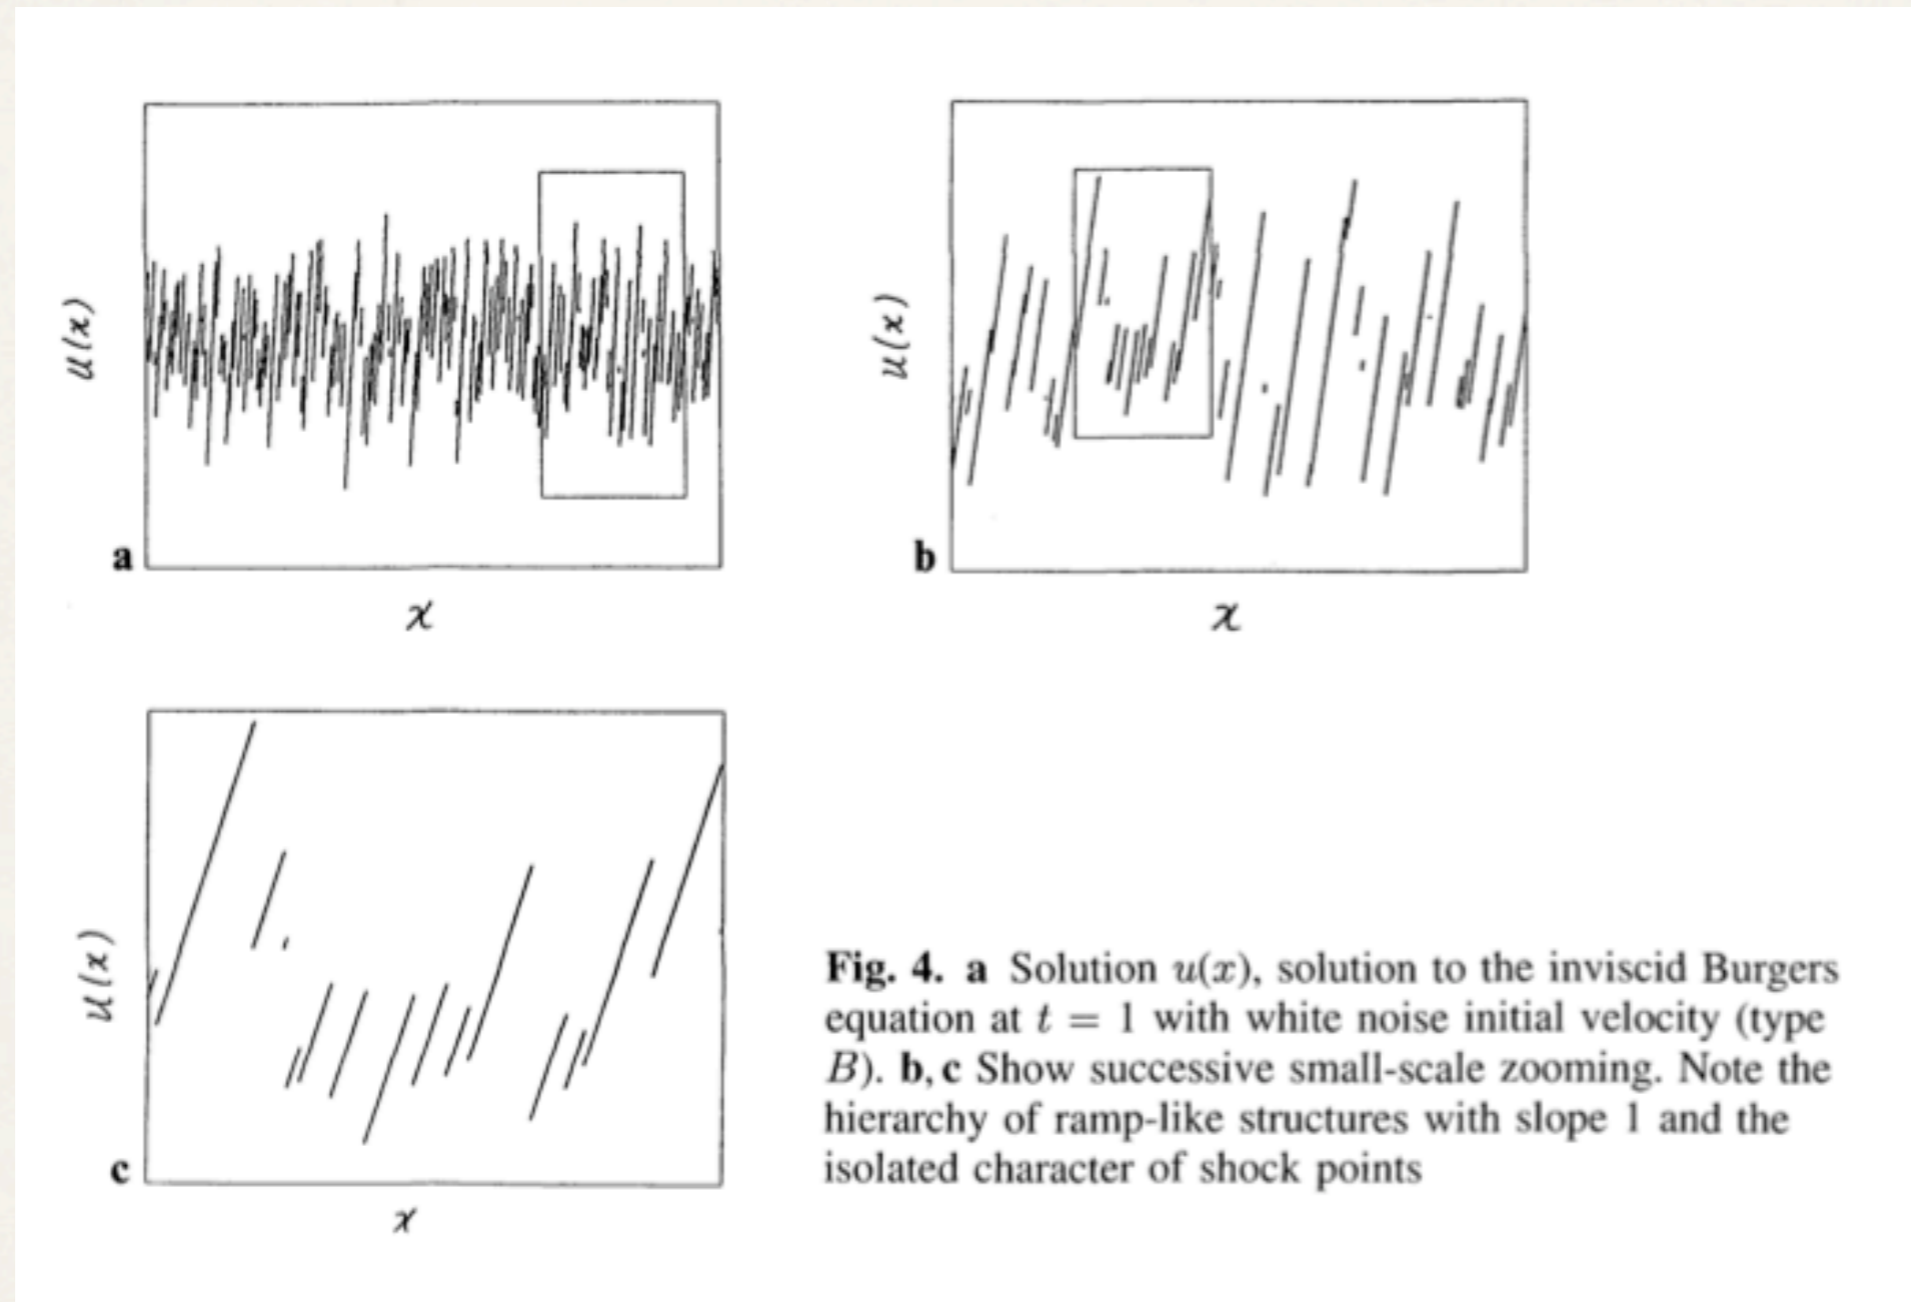 u(x)
a
x
u(x)
b
x
u(x)
c
x
Fig. 4. a Solution u(x), solution to the inviscid Burgers
equation at t = 1 with white noise initial velocity (type
B). b, c Show successive small-scale zooming. Note the
hierarchy of ramp-like structures with slope 1 and the
isolated character of shock points